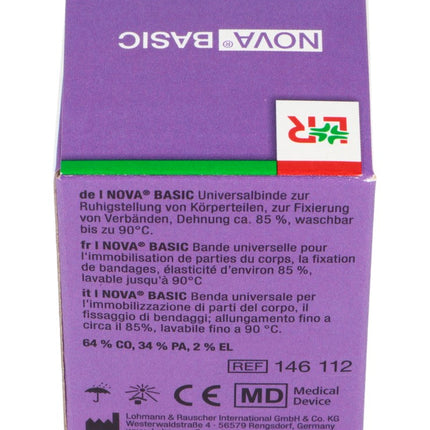 NOVA® BASIC
L&R
de I NOVA® BASIC Universalbinde zur
Ruhigstellung von Körperteilen, zur Fixierung
von Verbänden, Dehnung ca. 85 %, waschbar
bis zu 90°C.
fr I NOVA® BASIC Bande universelle pour
l'immobilisation de parties du corps, la fixation
de bandages, élasticité d'environ 85 %,
lavable jusqu'à 90°C
it I NOVA® BASIC Benda universale per
l'immobilizzazione di parti del corpo, il
fissaggio di bendaggi; allungamento fino a
circa il 85%, lavabile fino a 90 °C.
64 % CO, 34 % PA, 2 % EL
REF 146 112
CE MD Medical
Device
Lohmann & Rauscher International GmbH & Co. KG
Westerwaldstraße 4 · 56579 Rengsdorf, Germany